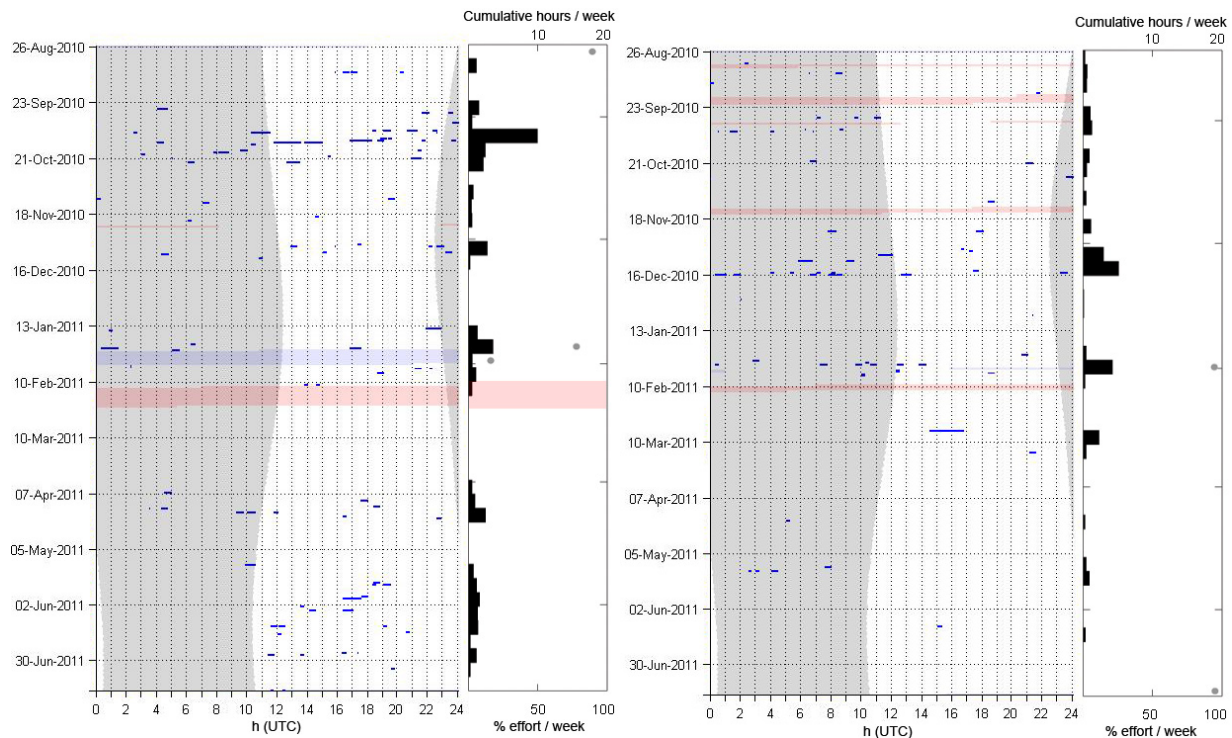 Cumulative hours / week
10 20
26-Aug-2010
23-Sep-2010
21-Oct-2010
18-Nov-2010
16-Dec-2010
13-Jan-2011
10-Feb-2011
10-Mar-2011
07-Apr-2011
05-May-2011
02-Jun-2011
30-Jun-2011
0 2 4 6 8 10 12 14 16 18 20 22 24
h (UTC)
50 100
% effort / week
Cumulative hours / week
10 20
26-Aug-2010
23-Sep-2010
21-Oct-2010
18-Nov-2010
16-Dec-2010
13-Jan-2011
10-Feb-2011
10-Mar-2011
07-Apr-2011
05-May-2011
02-Jun-2011
30-Jun-2011
0 2 4 6 8 10 12 14 16 18 20 22 24
h (UTC)
50 100
% effort / week